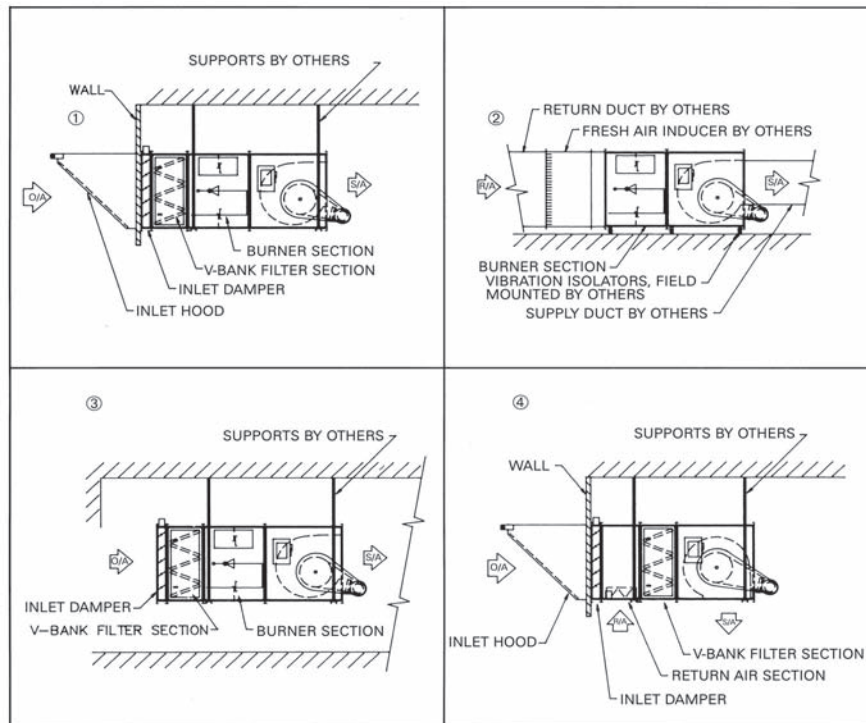 SUPPORTS BY OTHERS
WALL
①
O/A
S/A
BURNER SECTION
V-BANK FILTER SECTION
INLET DAMPER
INLET HOOD
②
RETURN DUCT BY OTHERS
FRESH AIR INDUCER BY OTHERS
R/A
S/A
BURNER SECTION
VIBRATION ISOLATORS, FIELD
MOUNTED BY OTHERS
SUPPLY DUCT BY OTHERS
③
SUPPORTS BY OTHERS
O/A
S/A
INLET DAMPER
V-BANK FILTER SECTION
BURNER SECTION
④
SUPPORTS BY OTHERS
WALL
O/A
R/A
S/A
INLET HOOD
V-BANK FILTER SECTION
RETURN AIR SECTION
INLET DAMPER